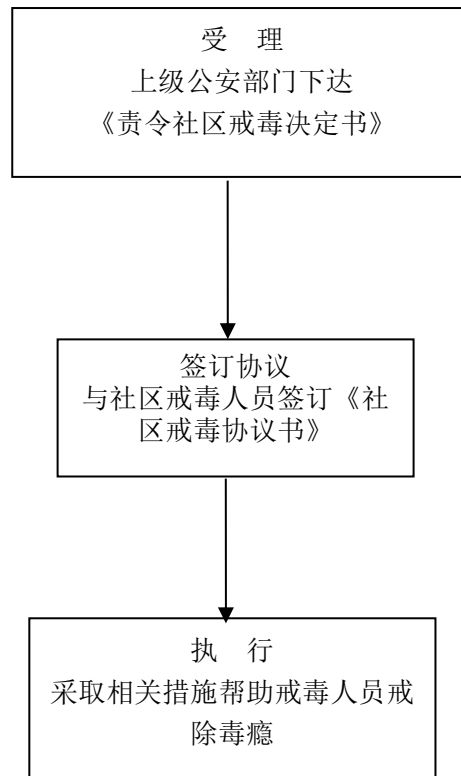 受　理
上级公安部门下达
《责令社区戒毒决定书》
签订协议
与社区戒毒人员签订《社
区戒毒协议书》
执　行
采取相关措施帮助戒毒人员戒
除毒瘾